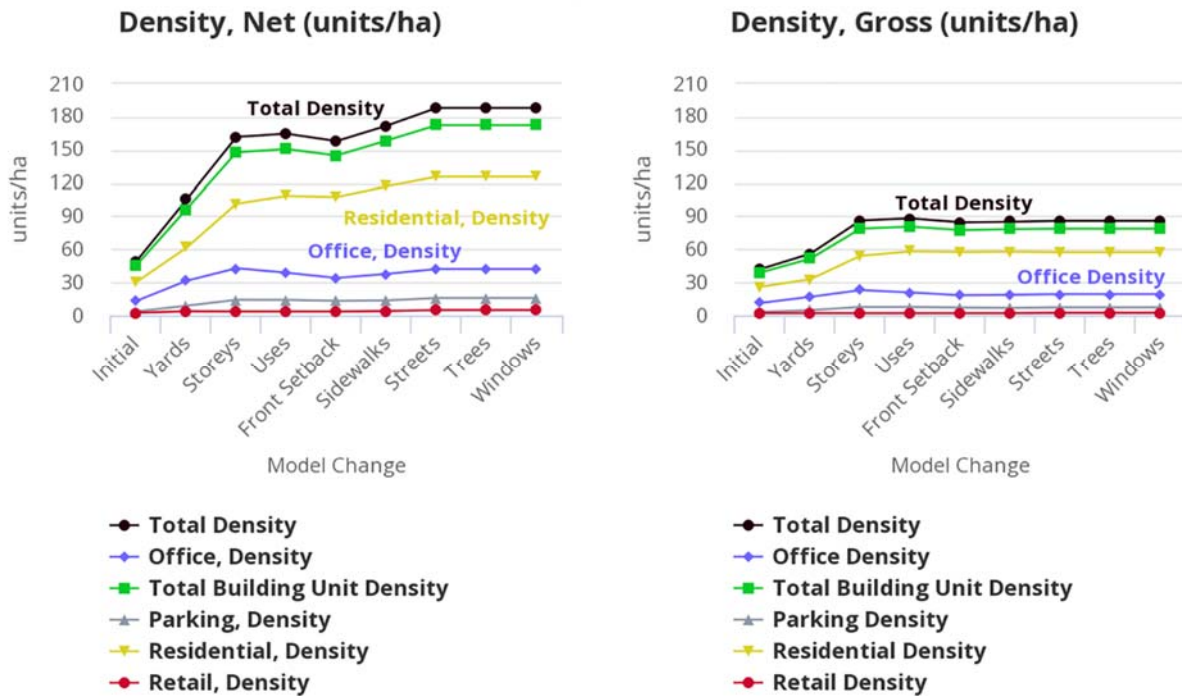 Density, Net (units/ha)
units/ha
210
180
150
120
90
60
30
0
Total Density
Residential, Density
Office, Density
Initial
Yards
Storeys
Uses
Front Setback
Sidewalks
Streets
Trees
Windows
Model Change
Total Density
Office, Density
Total Building Unit Density
Parking, Density
Residential, Density
Retail, Density
Density, Gross (units/ha)
units/ha
210
180
150
120
90
60
30
0
Total Density
Office Density
Initial
Yards
Storeys
Uses
Front Setback
Sidewalks
Streets
Trees
Windows
Model Change
Total Density
Office Density
Total Building Unit Density
Parking Density
Residential Density
Retail Density